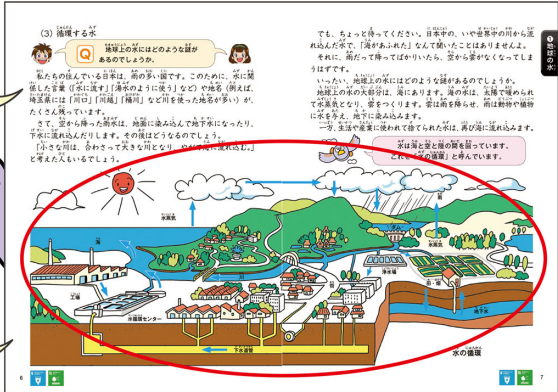 (3) 循環する水
Q 地球上の水にはどのような謎が
あるのでしょうか。
私たちの住んでいる日本は、雨の多い国です。このために、水に関
係した言葉(「水に流す」「湯水のように使う」など)や地名(例えば、
埼玉県には「川口」「川越」「桶川」など川を使った地名が多い)が、
たくさん残っています。
さて、空から降った雨水は、地面に染み込んで地下水になったり、
下水に流れ込んだりします。その後はどうなるのでしょう。
「小さな川は、合わさって大きな川となり、やがて海に流れ込む。」
と考えた人もいるでしょう。
でも、ちょっと待ってください。日本中の、いや世界中の川から流
れ込んだ水で、「海があふれた」なんて聞いたことはありませんよ。
それに、雨だって降ってばかりいたら、空から雲がなくなってしま
うはずです。
いったい、地球上の水にはどのような謎があるのでしょうか。
地球上の水の大部分は、海にあります。海の水は、太陽で暖められ
て水蒸気となり、雲をつくります。雲は雨を降らせ、雨は動物や植物
に水を与え、地下に染み込みます。
一方、生活や産業に使われて捨てられた水は、再び海に流れ込みます。
水は海と空と陸の間を回っています。
これを「水の循環」と呼んでいます。
❶地球の水
水蒸気
雨
海
川
ダム
浄水場
工場
水循環センター
田・畑
地下水
下水道管
水の循環
6
7